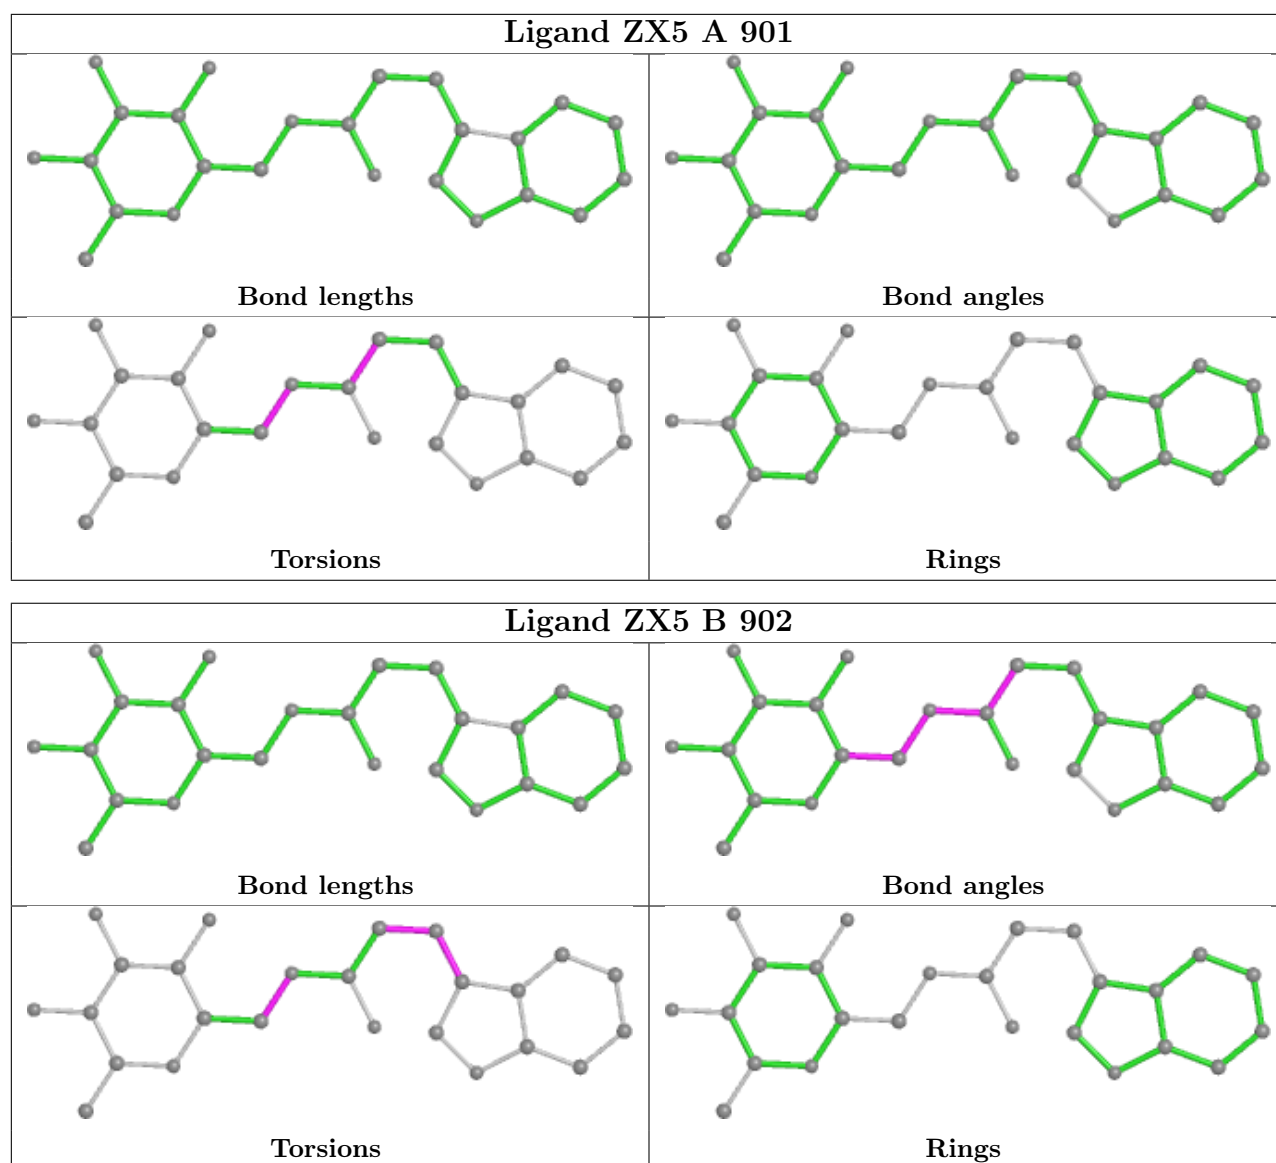 Ligand ZX5 A 901
Bond lengths
Bond angles
Torsions
Rings
Ligand ZX5 B 902
Bond lengths
Bond angles
Torsions
Rings